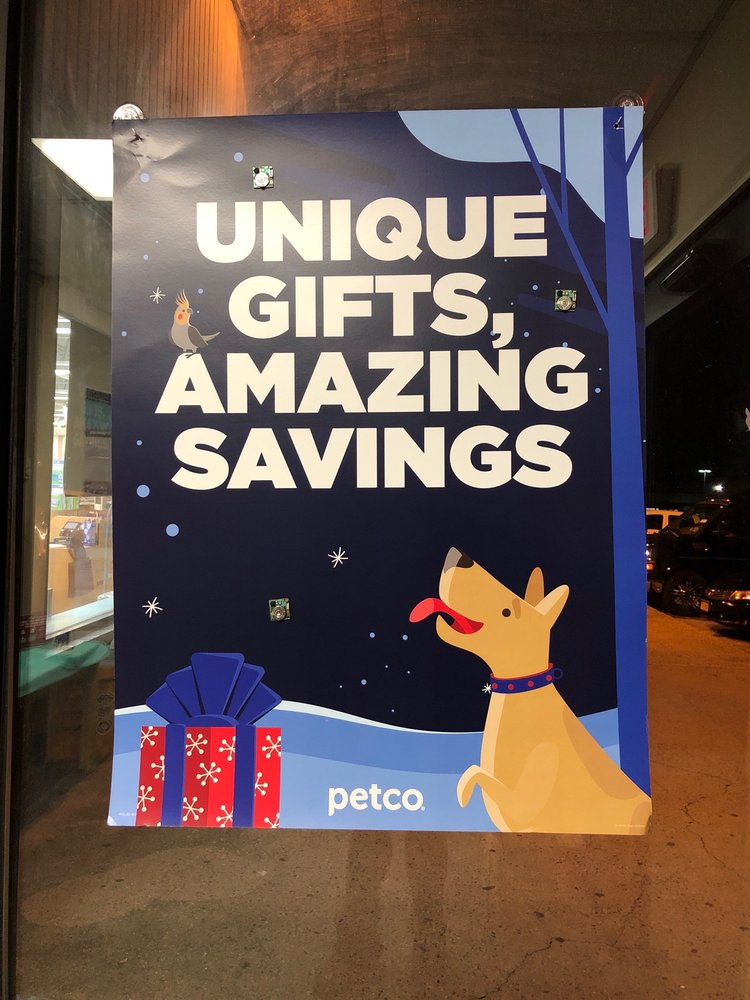 UNIQUE
GIFTS,
AMAZING
SAVINGS
petco